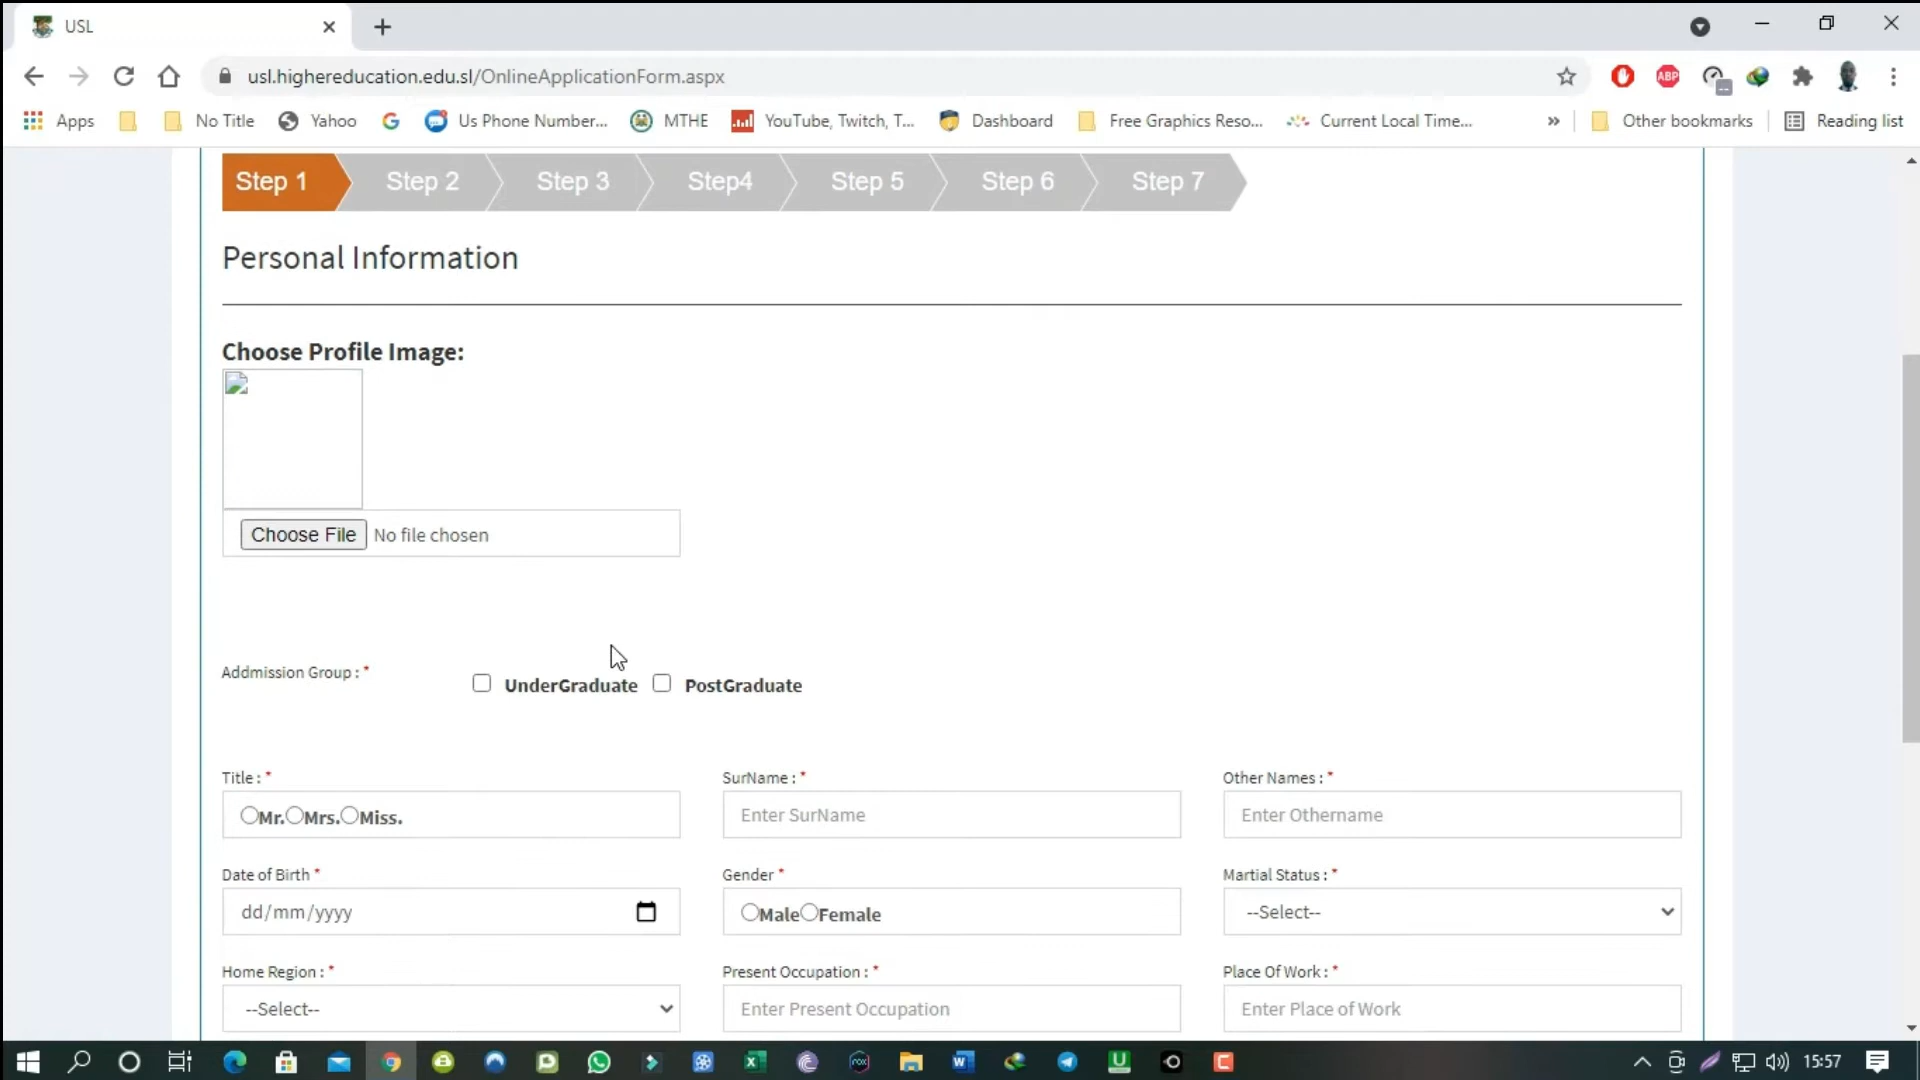 USL
usl.highereducation.edu.sl/OnlineApplicationForm.aspx
ABP
Apps No Title Yahoo Us Phone Number... MTHE YouTube, Twitch, T... Dashboard Free Graphics Reso... Current Local Time... » Other bookmarks Reading list
Step 1 Step 2 Step 3 Step4 Step 5 Step 6 Step 7
Personal Information
Choose Profile Image:
Choose File No file chosen
Addmission Group : *
UnderGraduate PostGraduate
Title : * SurName : * Other Names : *
Mr. Mrs. Miss. Enter SurName Enter Othername
Date of Birth * Gender * Martial Status : *
dd/mm/yyyy Male Female --Select--
Home Region : * Present Occupation : * Place Of Work : *
--Select-- Enter Present Occupation Enter Place of Work
15:57